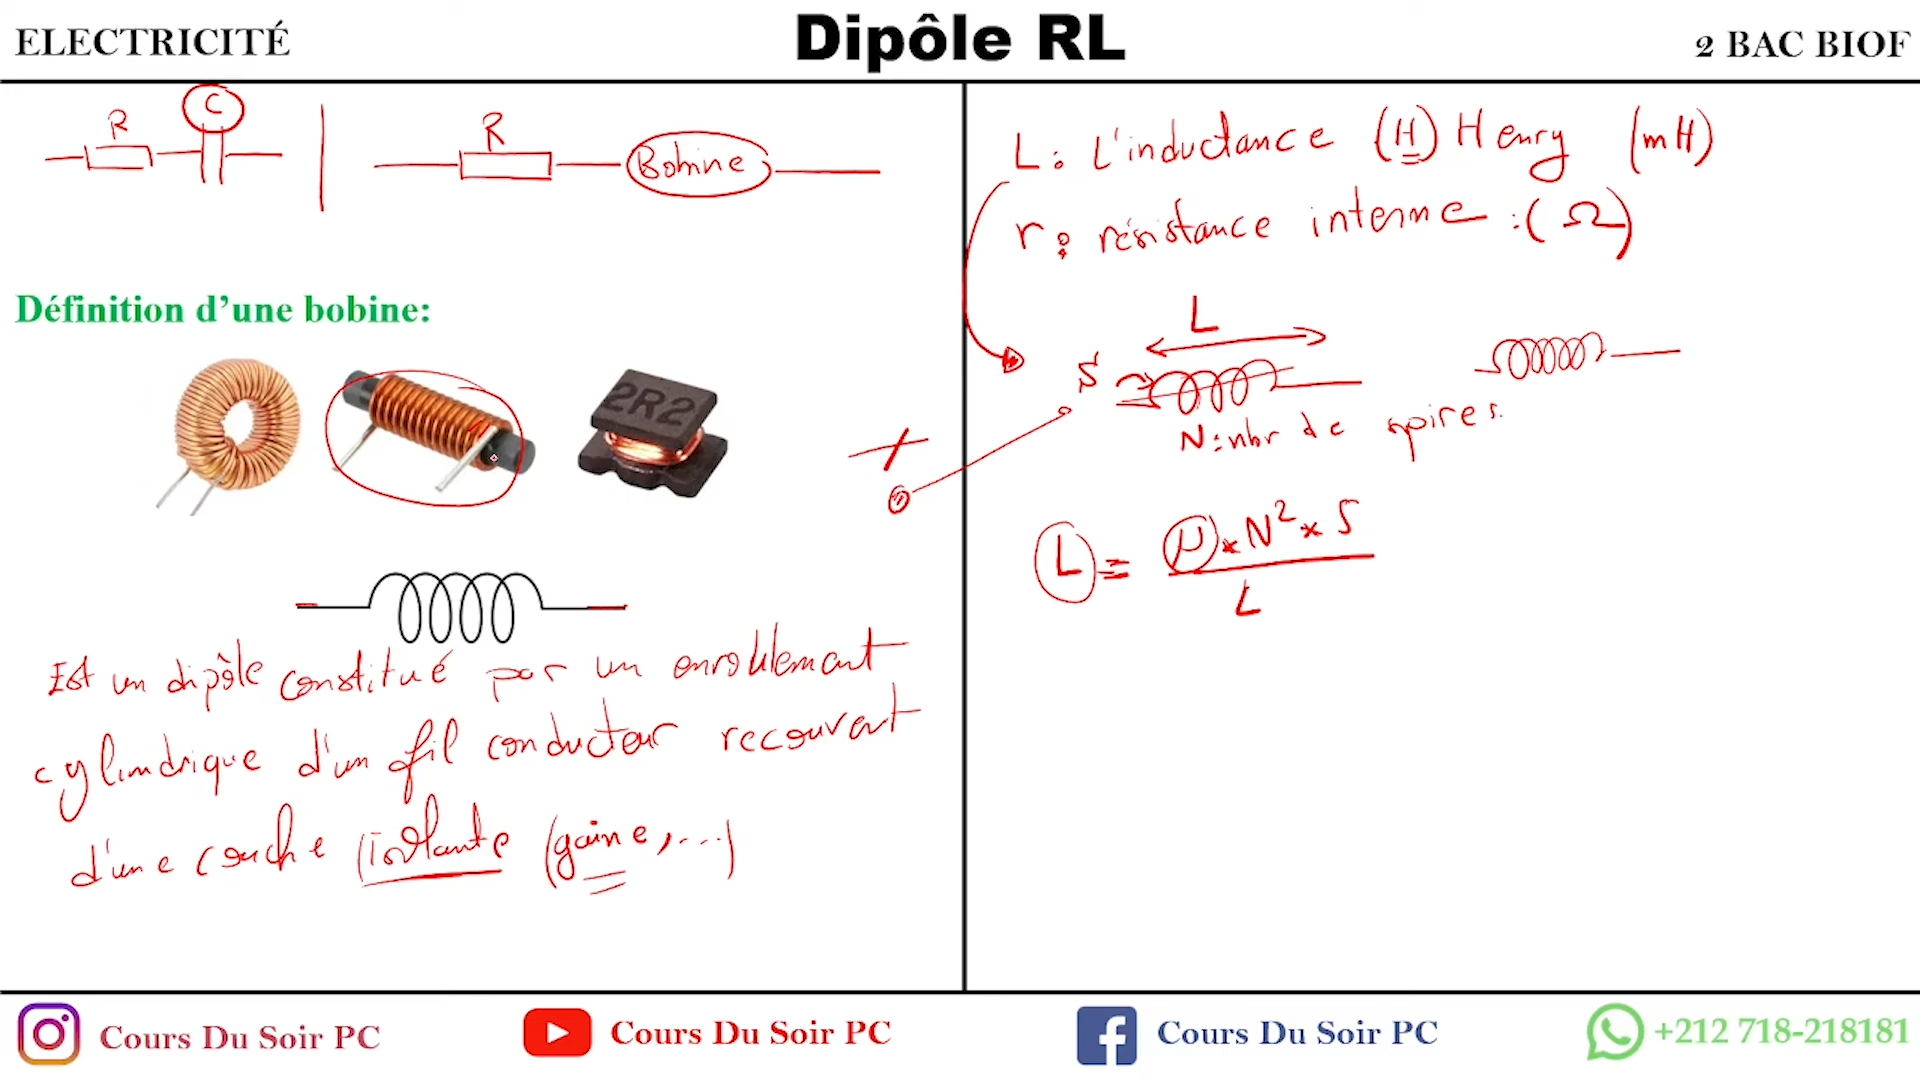 ELECTRICITÉ
Dipôle RL
2 BAC BIOF
R
C
R
Bobine
Définition d’une bobine:
2R2
Est un dipôle constitué par un enroulement
cylindrique d'un fil conducteur recouvert
d'une couche (isolante (gaine, ...)
L: L'inductance (H) Henry (mH)
r: résistance interne : (Ω)
L
S
N: nbr de spires.
L = μ * N² * S
L
Cours Du Soir PC
Cours Du Soir PC
Cours Du Soir PC
+212 718-218181